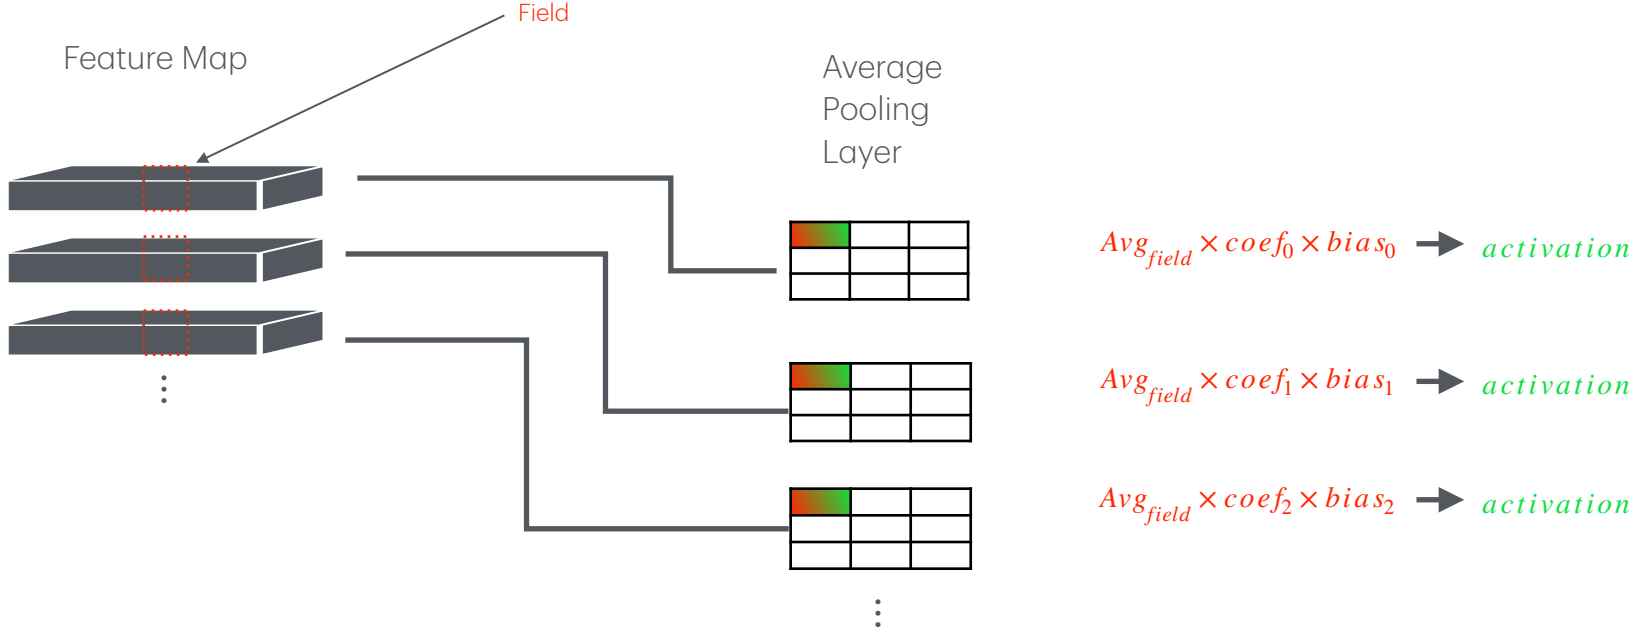 Field
Feature Map
Average
Pooling
Layer
Avg_field × coef_0 × bias_0 activation
Avg_field × coef_1 × bias_1 activation
Avg_field × coef_2 × bias_2 activation